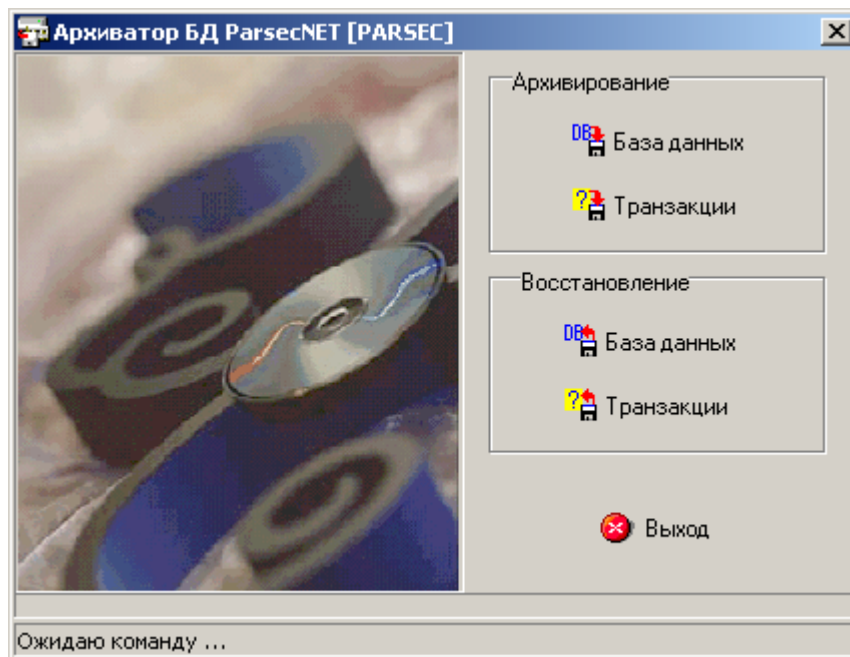 Архиватор БД ParsecNET [PARSEC]
Архивирование
DB База данных
? Транзакции
Восстановление
DB База данных
? Транзакции
Выход
Ожидаю команду ...